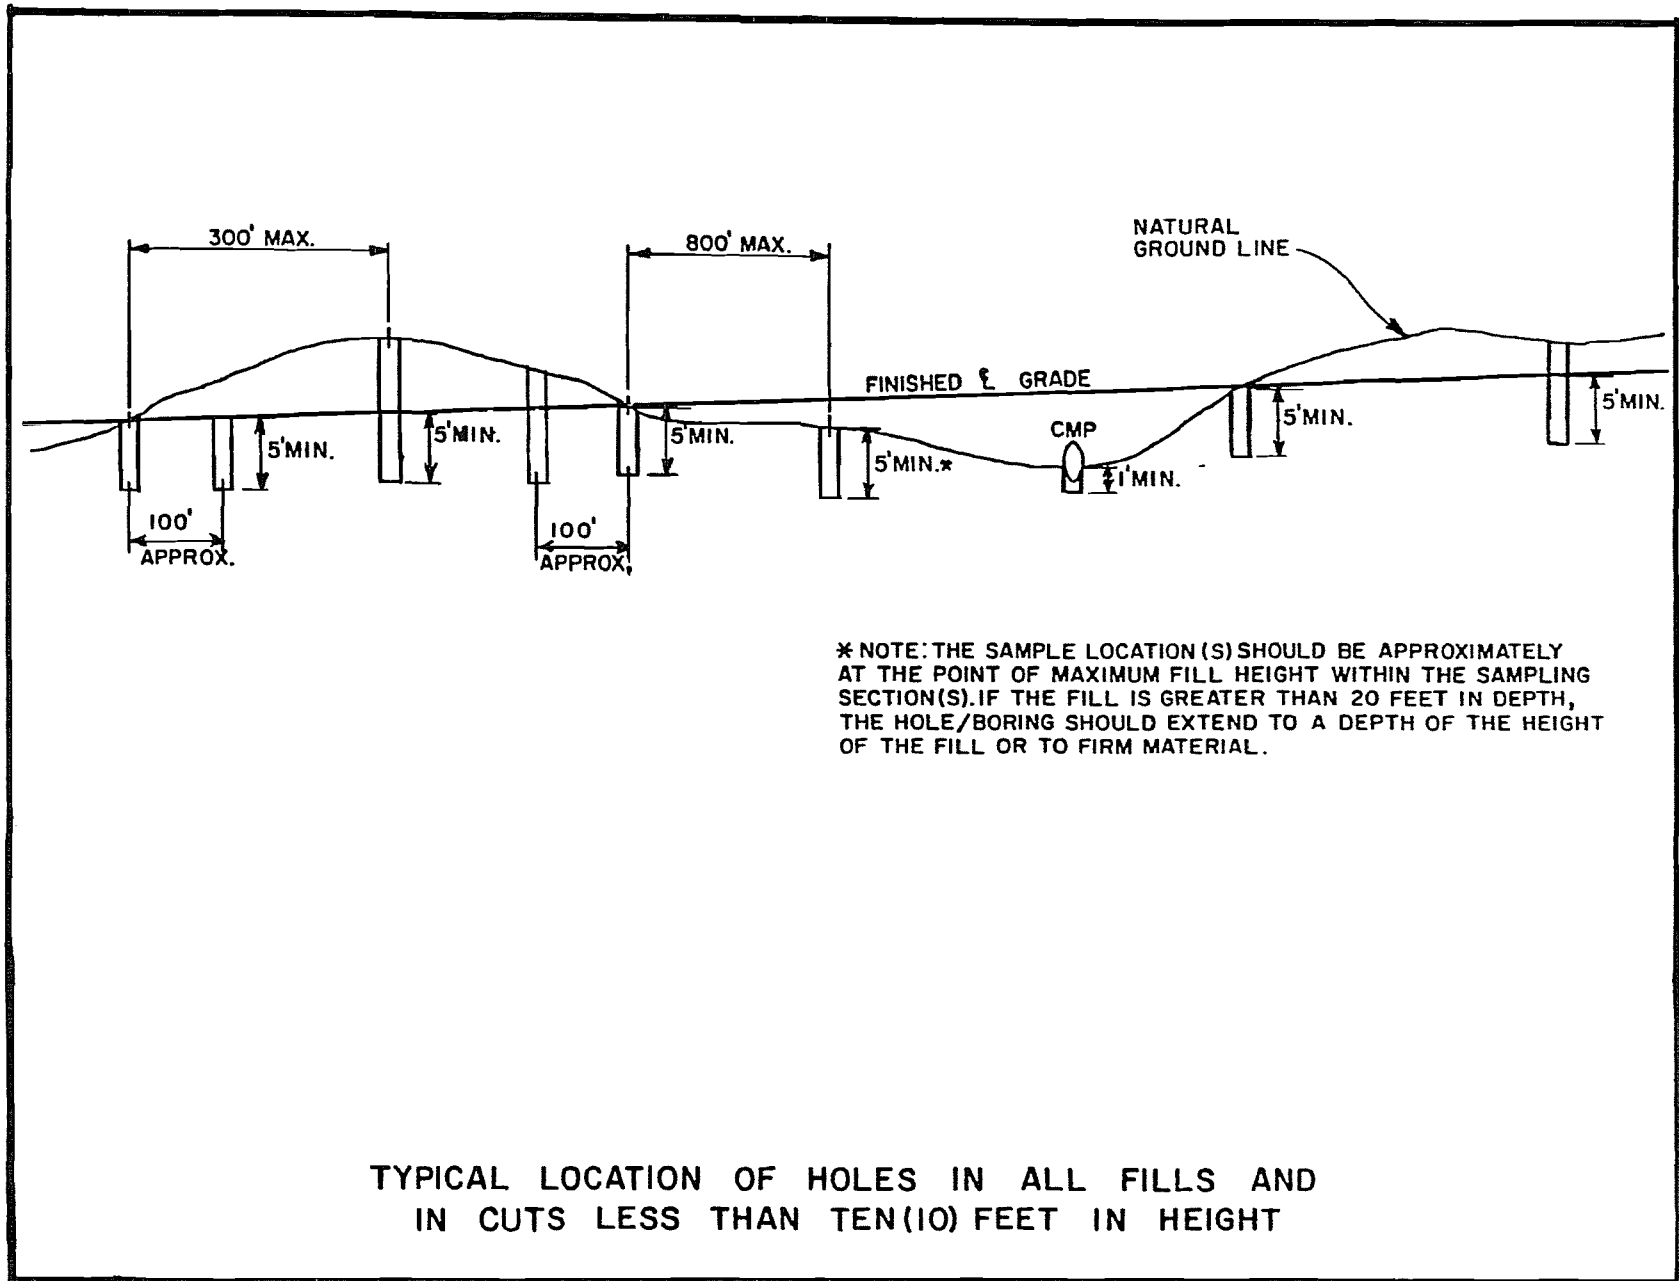 300' MAX.
800' MAX.
NATURAL
GROUND LINE
FINISHED ℄ GRADE
5' MIN.
5' MIN.
5' MIN.
5' MIN.*
CMP
1' MIN.
5' MIN.
5' MIN.
100'
APPROX.
100'
APPROX.
* NOTE: THE SAMPLE LOCATION(S) SHOULD BE APPROXIMATELY
AT THE POINT OF MAXIMUM FILL HEIGHT WITHIN THE SAMPLING
SECTION(S). IF THE FILL IS GREATER THAN 20 FEET IN DEPTH,
THE HOLE/BORING SHOULD EXTEND TO A DEPTH OF THE HEIGHT
OF THE FILL OR TO FIRM MATERIAL.
TYPICAL LOCATION OF HOLES IN ALL FILLS AND
IN CUTS LESS THAN TEN(10) FEET IN HEIGHT